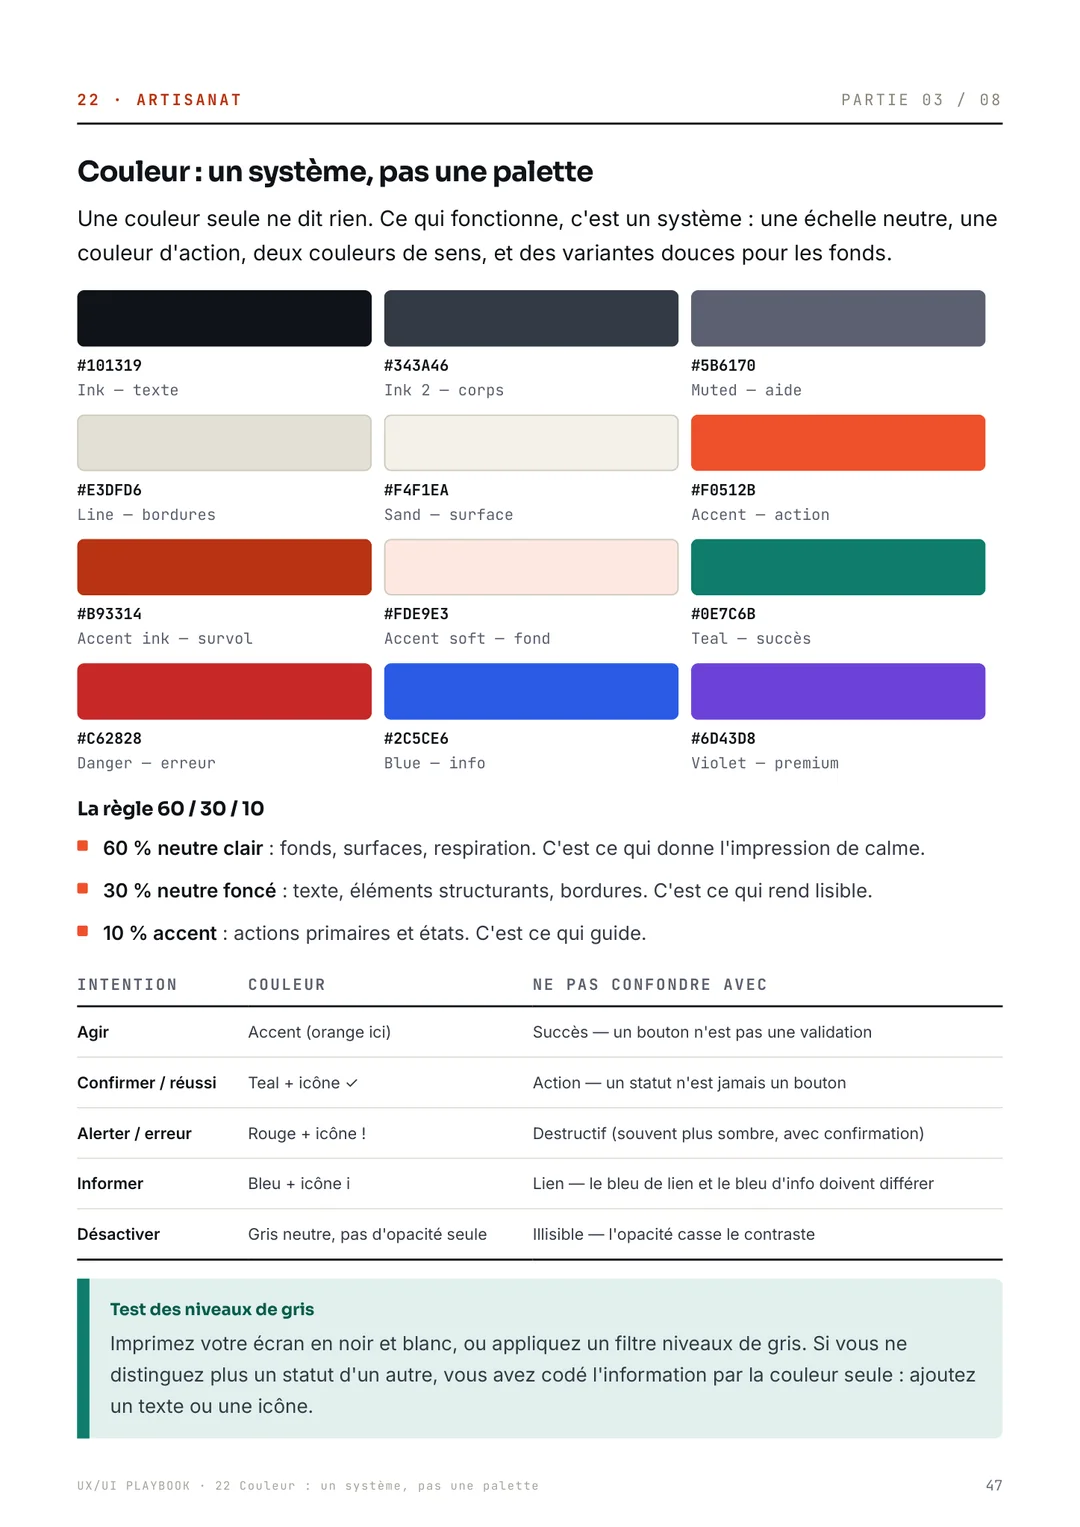 22 · ARTISANAT
PARTIE 03 / 08
Couleur : un système, pas une palette
Une couleur seule ne dit rien. Ce qui fonctionne, c'est un système : une échelle neutre, une
couleur d'action, deux couleurs de sens, et des variantes douces pour les fonds.
#101319
#343A46
#5B6170
Ink — texte
Ink 2 — corps
Muted — aide
#E3DFD6
#F4F1EA
#F0512B
Line — bordures
Sand — surface
Accent — action
#B93314
#FDE9E3
#0E7C6B
Accent ink — survol
Accent soft — fond
Teal — succès
#C62828
#2C5CE6
#6D43D8
Danger — erreur
Blue — info
Violet — premium
La règle 60 / 30 / 10
60 % neutre clair : fonds, surfaces, respiration. C'est ce qui donne l'impression de calme.
30 % neutre foncé : texte, éléments structurants, bordures. C'est ce qui rend lisible.
10 % accent : actions primaires et états. C'est ce qui guide.
INTENTION COULEUR NE PAS CONFONDRE AVEC
Agir Accent (orange ici) Succès — un bouton n'est pas une validation
Confirmer / réussi Teal + icône ✓ Action — un statut n'est jamais un bouton
Alerter / erreur Rouge + icône ! Destructif (souvent plus sombre, avec confirmation)
Informer Bleu + icône i Lien — le bleu de lien et le bleu d'info doivent différer
Désactiver Gris neutre, pas d'opacité seule Illisible — l'opacité casse le contraste
Test des niveaux de gris
Imprimez votre écran en noir et blanc, ou appliquez un filtre niveaux de gris. Si vous ne
distinguez plus un statut d'un autre, vous avez codé l'information par la couleur seule : ajoutez
un texte ou une icône.
UX/UI PLAYBOOK · 22 Couleur : un système, pas une palette
47